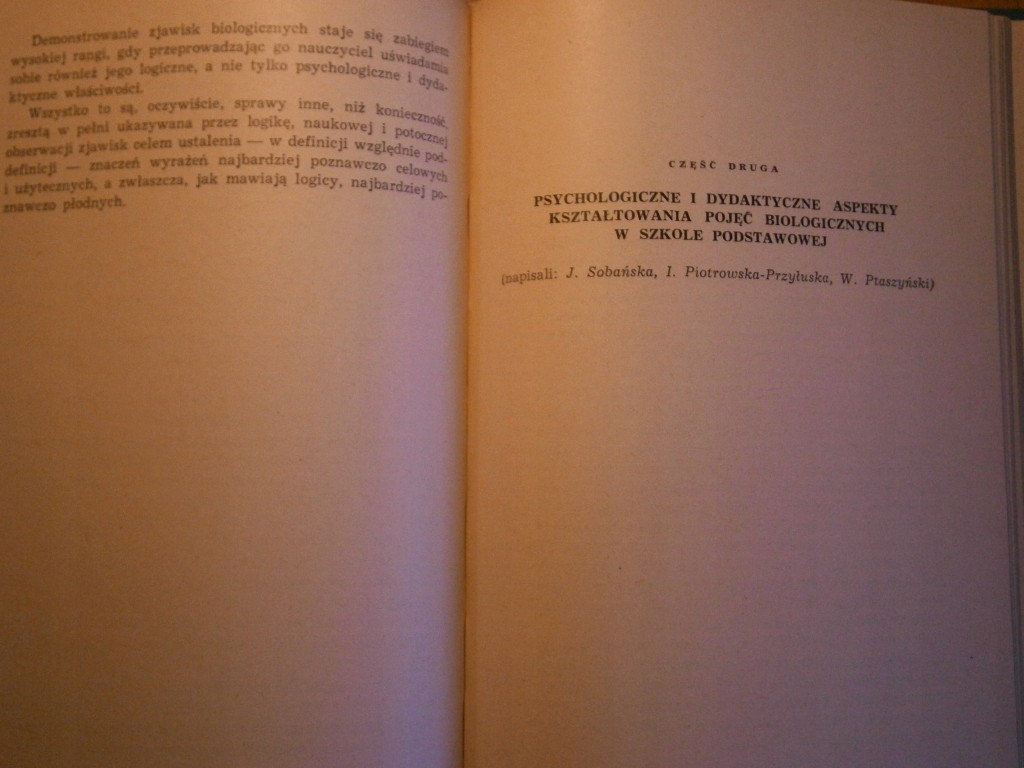 Demonstrowanie zjawisk biologicznych staje się zabiegiem
wysokiej rangi, gdy przeprowadzając go nauczyciel uświadamia
sobie również jego logiczne, a nie tylko psychologiczne i dyda-
ktyczne właściwości.
Wszystko to są, oczywiście, sprawy inne, niż konieczność,
zresztą w pełni ukazywana przez logikę, naukowej i potocznej
obserwacji zjawisk celem ustalenia — w definicji względnie pod-
definicji — znaczeń wyrażeń najbardziej poznawczo celowych
i użytecznych, a zwłaszcza, jak mawiają logicy, najbardziej po-
znawczo płodnych.
CZĘŚĆ DRUGA
PSYCHOLOGICZNE I DYDAKTYCZNE ASPEKTY
KSZTAŁTOWANIA POJĘĆ BIOLOGICZNYCH
W SZKOLE PODSTAWOWEJ
(napisali: J. Sobańska, I. Piotrowska-Przyłuska, W. Ptaszyński)